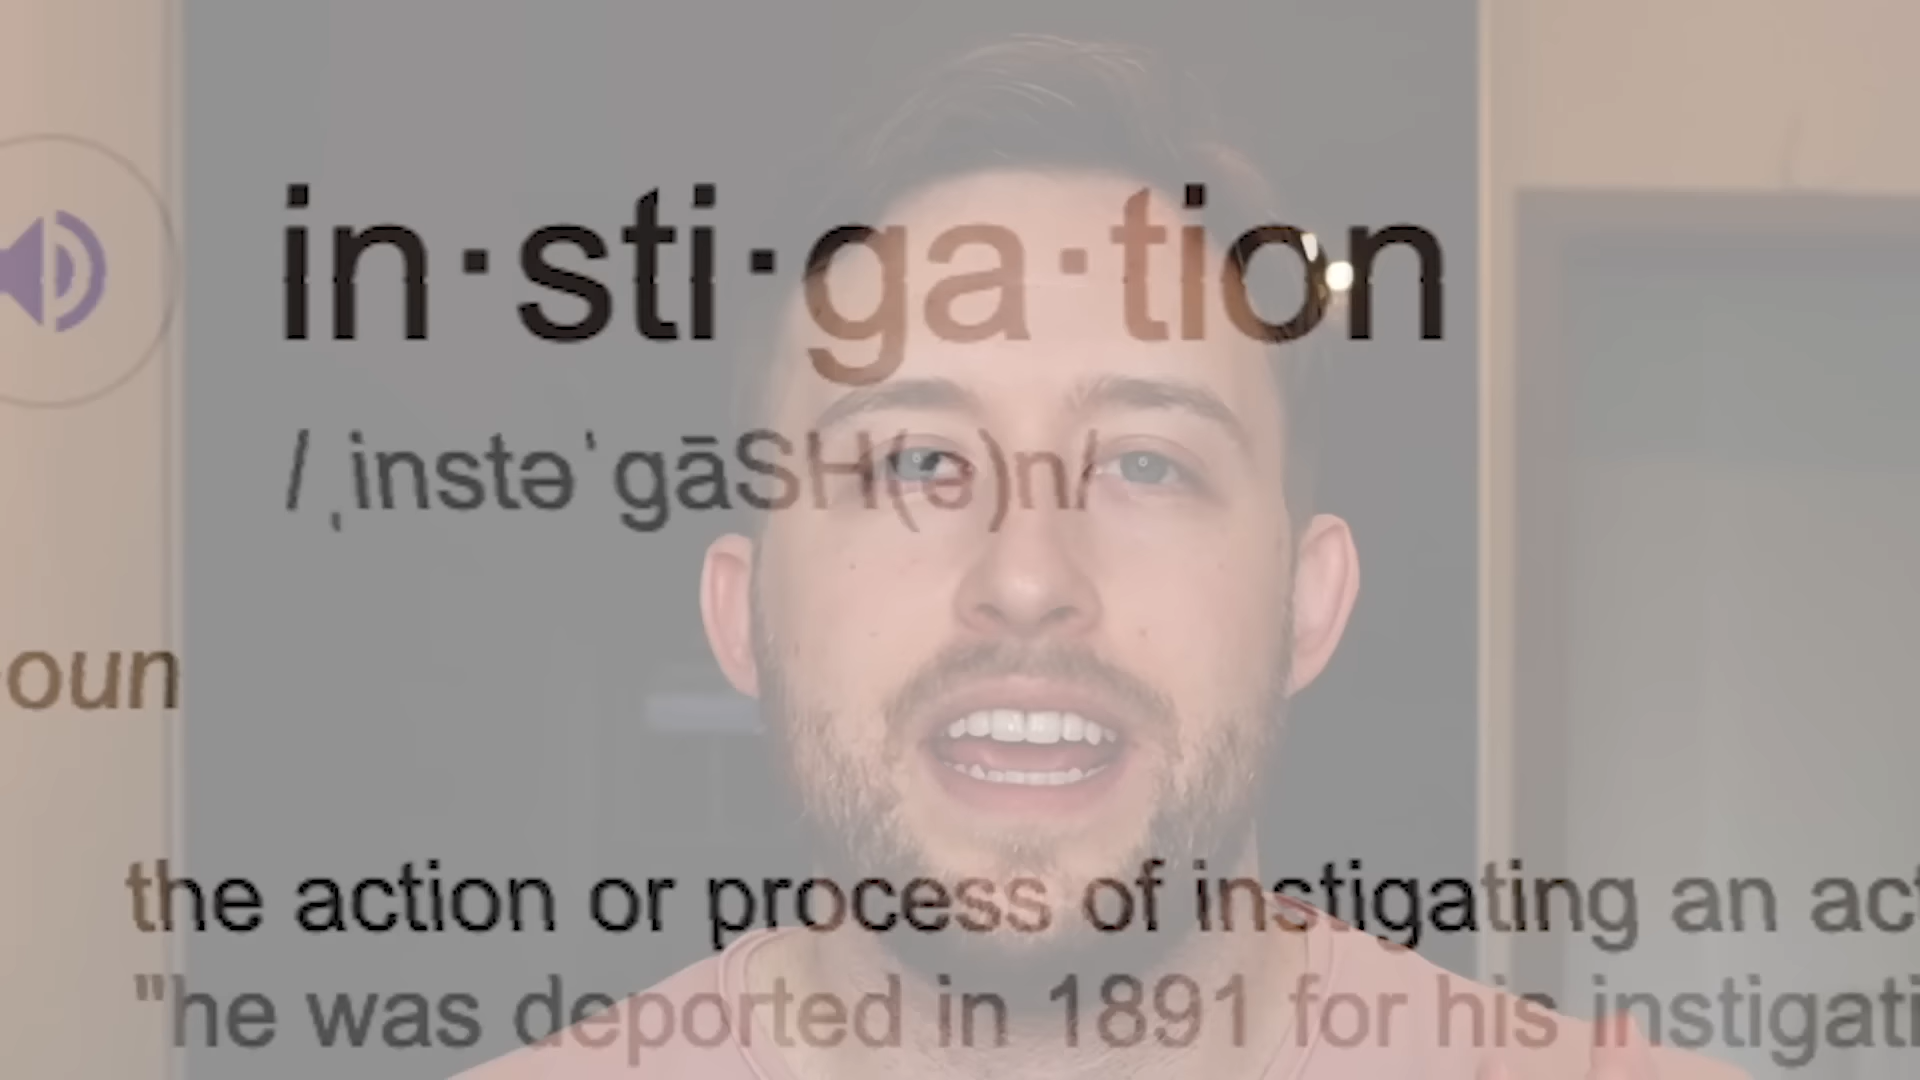 in·sti·ga·tion
/ˌinstəˈgāSH(ə)n/
oun
the action or process of instigating an act
"he was deported in 1891 for his instigati